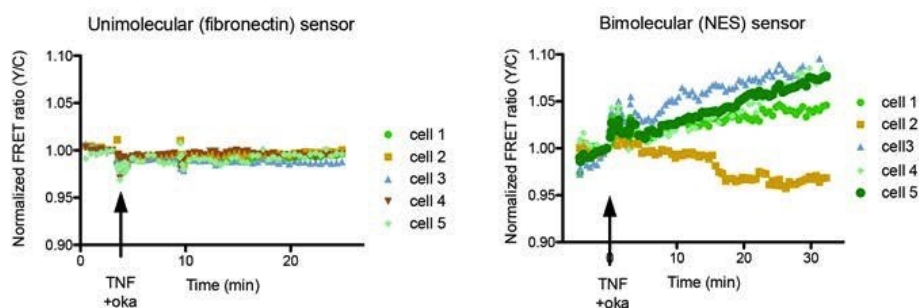 Unimolecular (fibronectin) sensor
Normalized FRET ratio (Y/C)
1.10
1.05
1.00
0.95
0.90
0
10
20
Time (min)
TNF
+oka
cell 1
cell 2
cell 3
cell 4
cell 5
Bimolecular (NES) sensor
Normalized FRET ratio (Y/C)
1.10
1.05
1.00
0.95
0.90
0
10
20
30
Time (min)
TNF
+oka
cell 1
cell 2
cell3
cell 4
cell 5